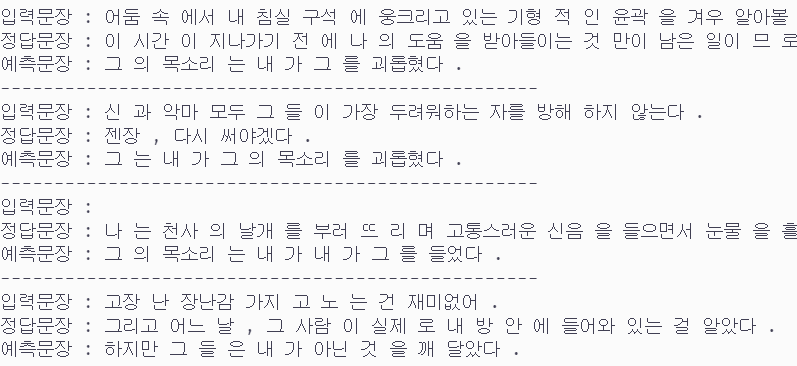 입력문장 : 어둠 속 에서 내 침실 구석 에 웅크리고 있는 기형 적 인 윤곽 을 겨우 알아볼
정답문장 : 이 시간 이 지나가기 전 에 나 의 도움 을 받아들이는 것 만이 남은 일이 므 로
예측문장 : 그 의 목소리 는 내 가 그 를 괴롭혔다 .
--------------------------------------------------
입력문장 : 신 과 악마 모두 그 들 이 가장 두려워하는 자를 방해 하지 않는다 .
정답문장 : 젠장 , 다시 써야겠다 .
예측문장 : 그 는 내 가 그 의 목소리 를 괴롭혔다 .
--------------------------------------------------
입력문장 :
정답문장 : 나 는 천사 의 날개 를 부러 뜨 리 며 고통스러운 신음 을 들으면서 눈물 을 흘
예측문장 : 그 의 목소리 는 내 가 내 가 그 를 들었다 .
--------------------------------------------------
입력문장 : 고장 난 장난감 가지 고 노 는 건 재미없어 .
정답문장 : 그리고 어느 날 , 그 사람 이 실제 로 내 방 안 에 들어와 있는 걸 알았다 .
예측문장 : 하지만 그 들 은 내 가 아닌 것 을 깨 달았다 .